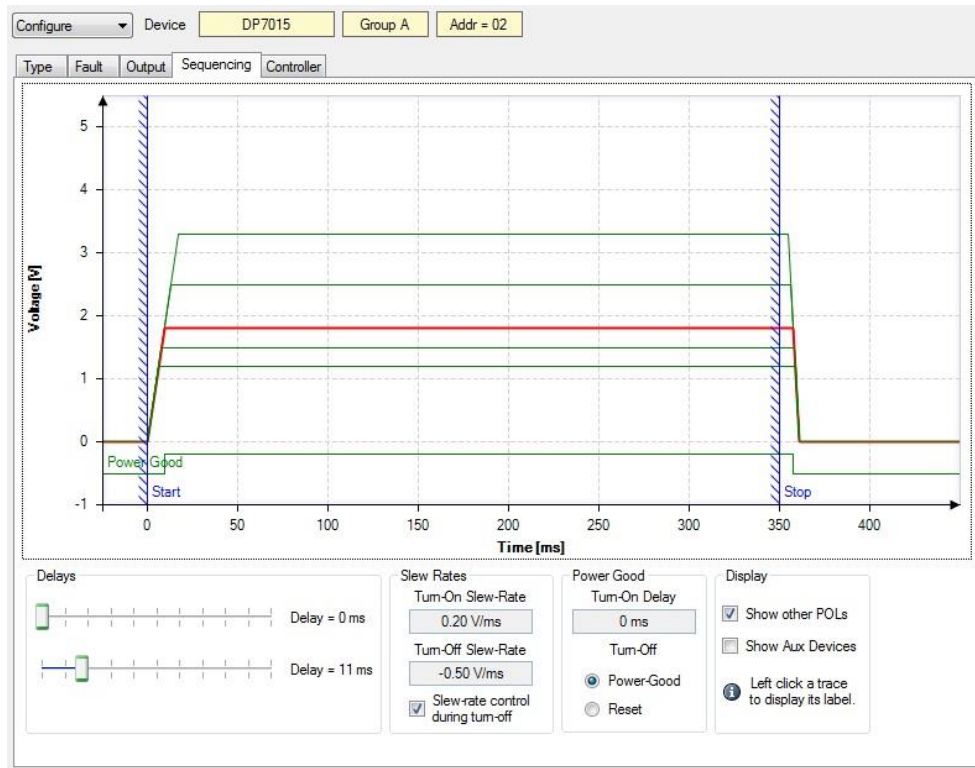 Configure Device DP7015 Group A Addr = 02
Type Fault Output Sequencing Controller
5
4
3
2
1
0
-1
Voltage [V]
Power Good
Start
Stop
0 50 100 150 200 250 300 350 400
Time [ms]
Delays
Delay = 0 ms
Delay = 11 ms
Slew Rates
Turn-On Slew-Rate
0.20 V/ms
Turn-Off Slew-Rate
-0.50 V/ms
Slew-rate control
during turn-off
Power Good
Turn-On Delay
0 ms
Turn-Off
Power-Good
Reset
Display
Show other POLs
Show Aux Devices
Left click a trace
to display its label.